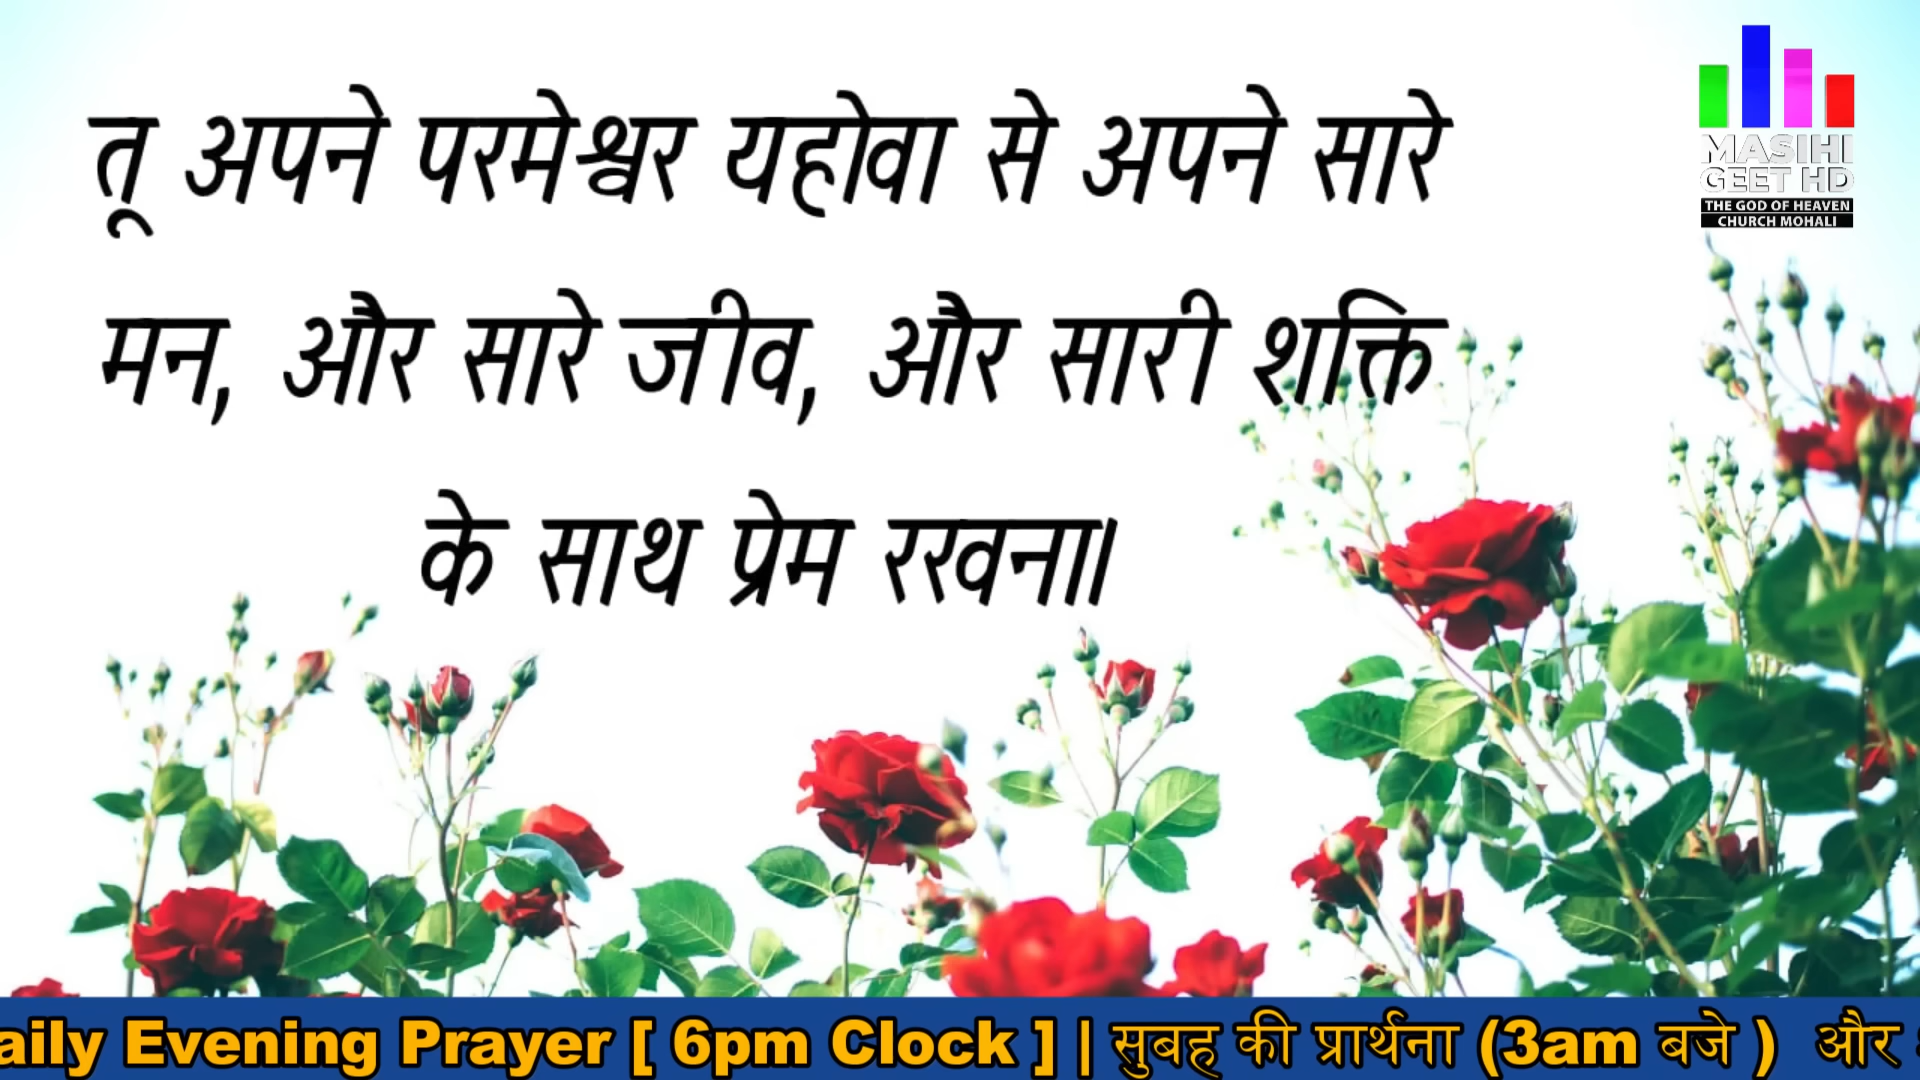 तू अपने परमेश्वर यहोवा से अपने सारे
मन, और सारे जीव, और सारी शक्ति
के साथ प्रेम रखना।
MASIHI
GEET HD
THE GOD OF HEAVEN
CHURCH MOHALI
aily Evening Prayer [ 6pm Clock ] | सुबह की प्रार्थना (3am बजे ) और